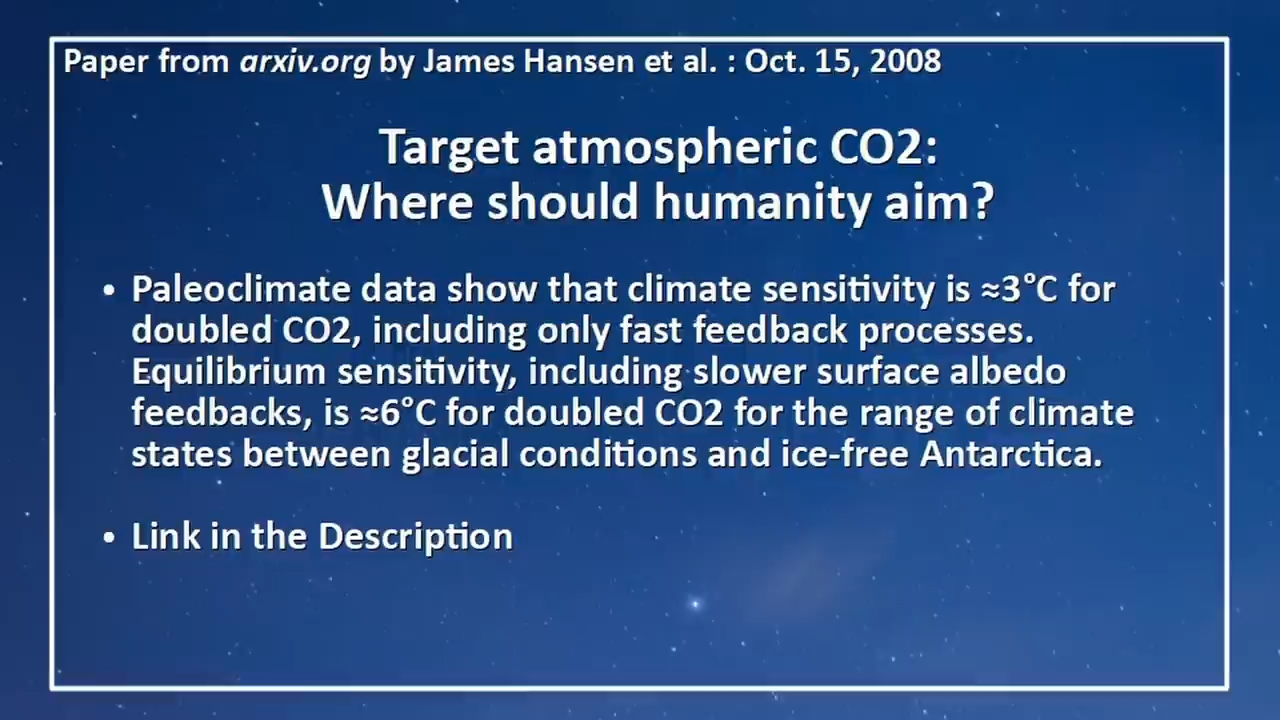 Paper from arxiv.org by James Hansen et al. : Oct. 15, 2008
Target atmospheric CO2:
Where should humanity aim?
• Paleoclimate data show that climate sensitivity is ≈3°C for
doubled CO2, including only fast feedback processes.
Equilibrium sensitivity, including slower surface albedo
feedbacks, is ≈6°C for doubled CO2 for the range of climate
states between glacial conditions and ice-free Antarctica.
• Link in the Description